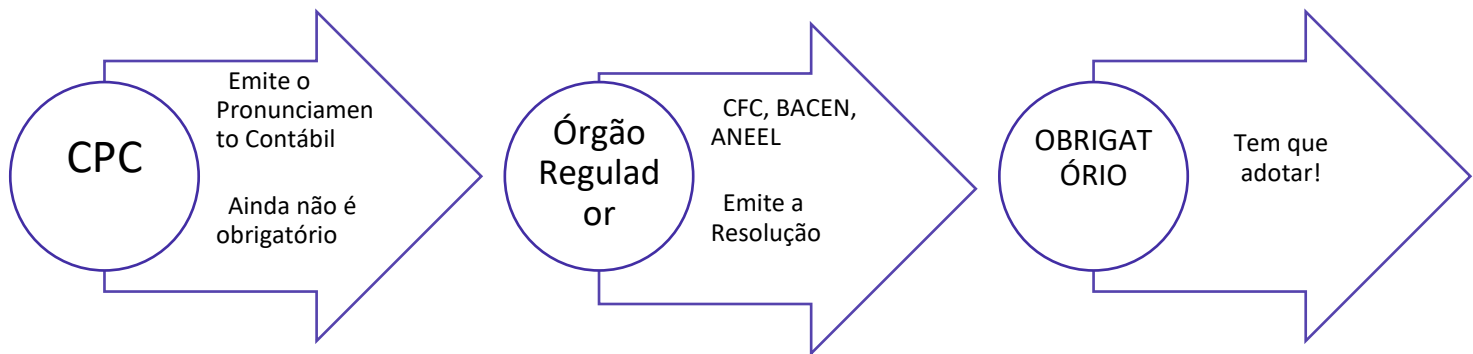 CPC
Emite o
Pronunciamen
to Contábil
Ainda não é
obrigatório
Órgão
Regulad
or
CFC, BACEN,
ANEEL
Emite a
Resolução
OBRIGAT
ÓRIO
Tem que
adotar!